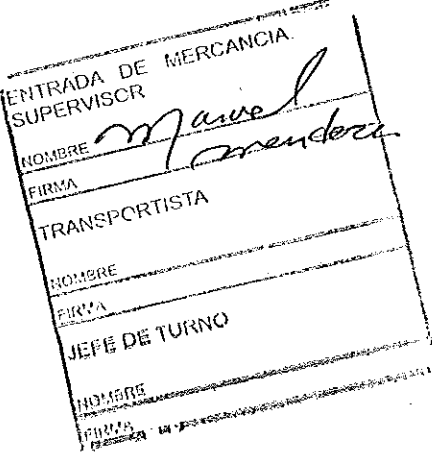 ENTRADA DE MERCANCIA.
SUPERVISOR
NOMBRE Manuel
FIRMA mendoza
TRANSPORTISTA
NOMBRE
FIRMA
JEFE DE TURNO
NOMBRE
FIRMA